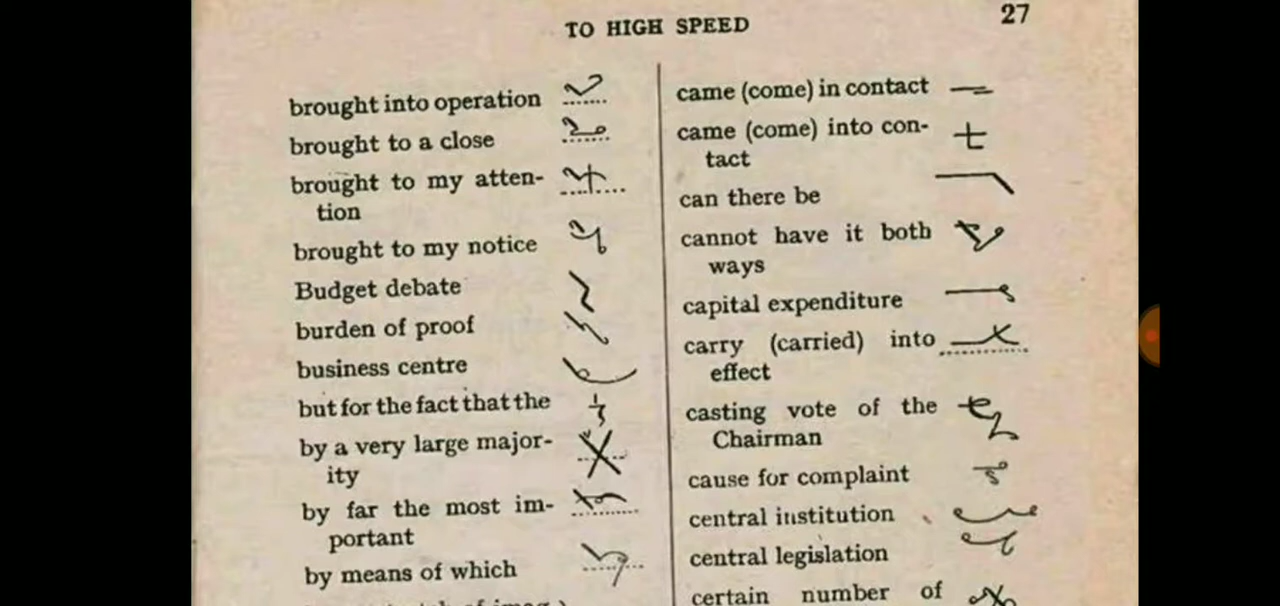 TO HIGH SPEED
27
brought into operation
brought to a close
brought to my atten-
tion
brought to my notice
Budget debate
burden of proof
business centre
but for the fact that the
by a very large major-
ity
by far the most im-
portant
by means of which
came (come) in contact
came (come) into con-
tact
can there be
cannot have it both
ways
capital expenditure
carry (carried) into
effect
casting vote of the
Chairman
cause for complaint
central institution
central legislation
certain number of